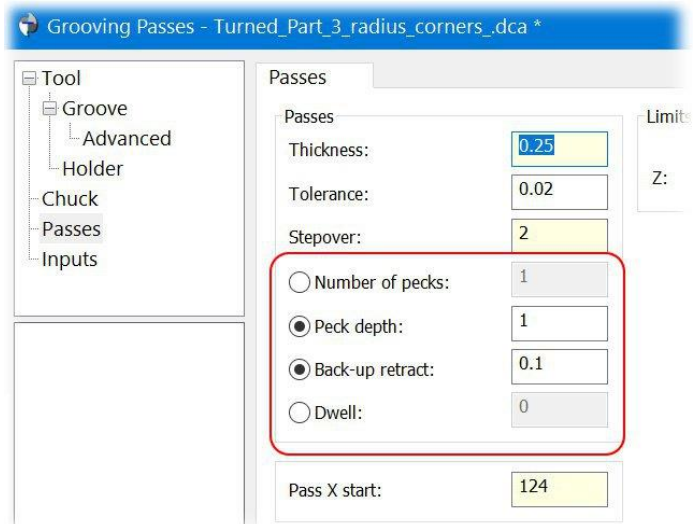 Grooving Passes - Turned_Part_3_radius_corners_.dca *
Tool
Groove
Advanced
Holder
Chuck
Passes
Inputs
Passes
Passes
Thickness: 0.25
Tolerance: 0.02
Stepover: 2
Number of pecks: 1
Peck depth: 1
Back-up retract: 0.1
Dwell: 0
Pass X start: 124
Limits
Z: